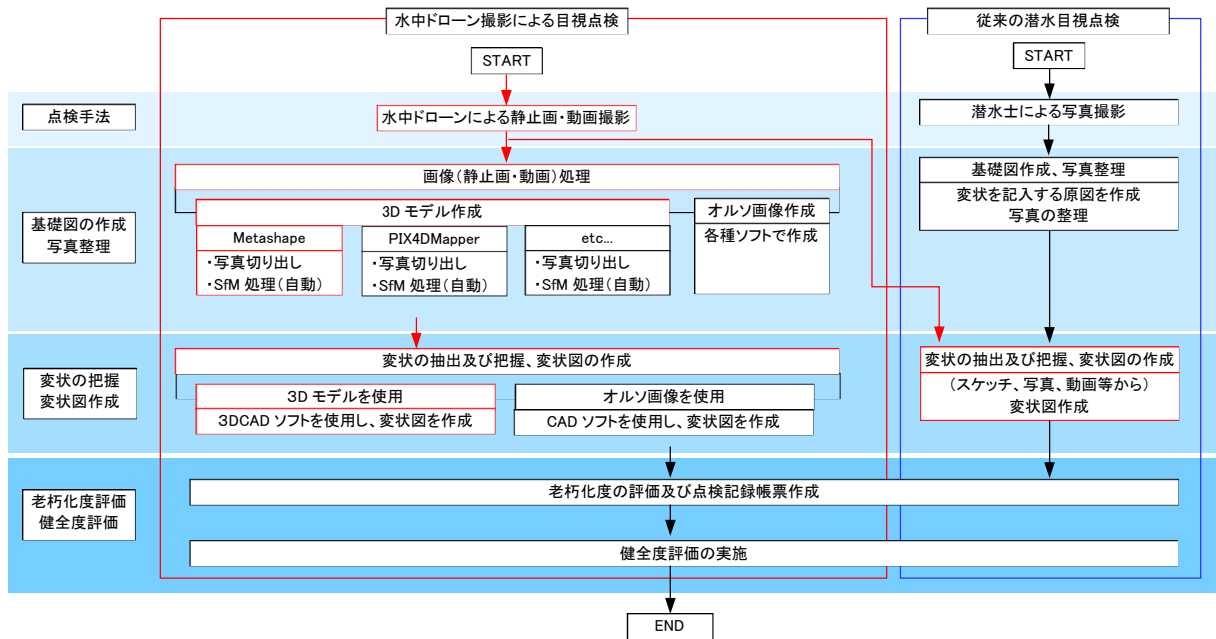 水中ドローン撮影による目視点検
従来の潜水目視点検
START
START
点検手法
水中ドローンによる静止画・動画撮影
潜水士による写真撮影
基礎図の作成
写真整理
画像(静止画・動画)処理
3D モデル作成
オルソ画像作成
各種ソフトで作成
Metashape
・写真切り出し
・SfM 処理(自動)
PIX4DMapper
・写真切り出し
・SfM 処理(自動)
etc...
・写真切り出し
・SfM 処理(自動)
基礎図作成、写真整理
変状を記入する原図を作成
写真の整理
変状の把握
変状図作成
変状の抽出及び把握、変状図の作成
3D モデルを使用
3DCAD ソフトを使用し、変状図を作成
オルソ画像を使用
CAD ソフトを使用し、変状図を作成
変状の抽出及び把握、変状図の作成
(スケッチ、写真、動画等から)
変状図作成
老朽化度評価
健全度評価
老朽化度の評価及び点検記録帳票作成
健全度評価の実施
END